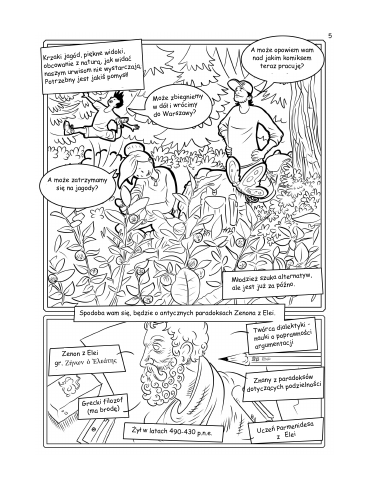 5
Krzaki jagód, piękne widoki,
obcowanie z naturą, jak widać
naszym urwisom nie wystarczają.
Potrzebny jest jakiś pomysł!
A może opowiem wam
nad jakim komiksem
teraz pracuję?
Może zbiegniemy
w dół i wrócimy
do Warszawy?
A może zatrzymamy
się na jagody?
Młodzież szuka alternatyw,
ale jest już za późno.
Spodoba wam się, będzie o antycznych paradoksach Zenona z Elei.
Twórca dialektyki -
nauki o poprawności
argumentacji
Zenon z Elei
gr. Ζήνων ὁ Ἐλεάτης
Znany z paradoksów
dotyczących podzielności
Grecki filozof
(ma brodę)
Żył w latach 490-430 p.n.e.
Uczeń Parmenidesa
z Elei